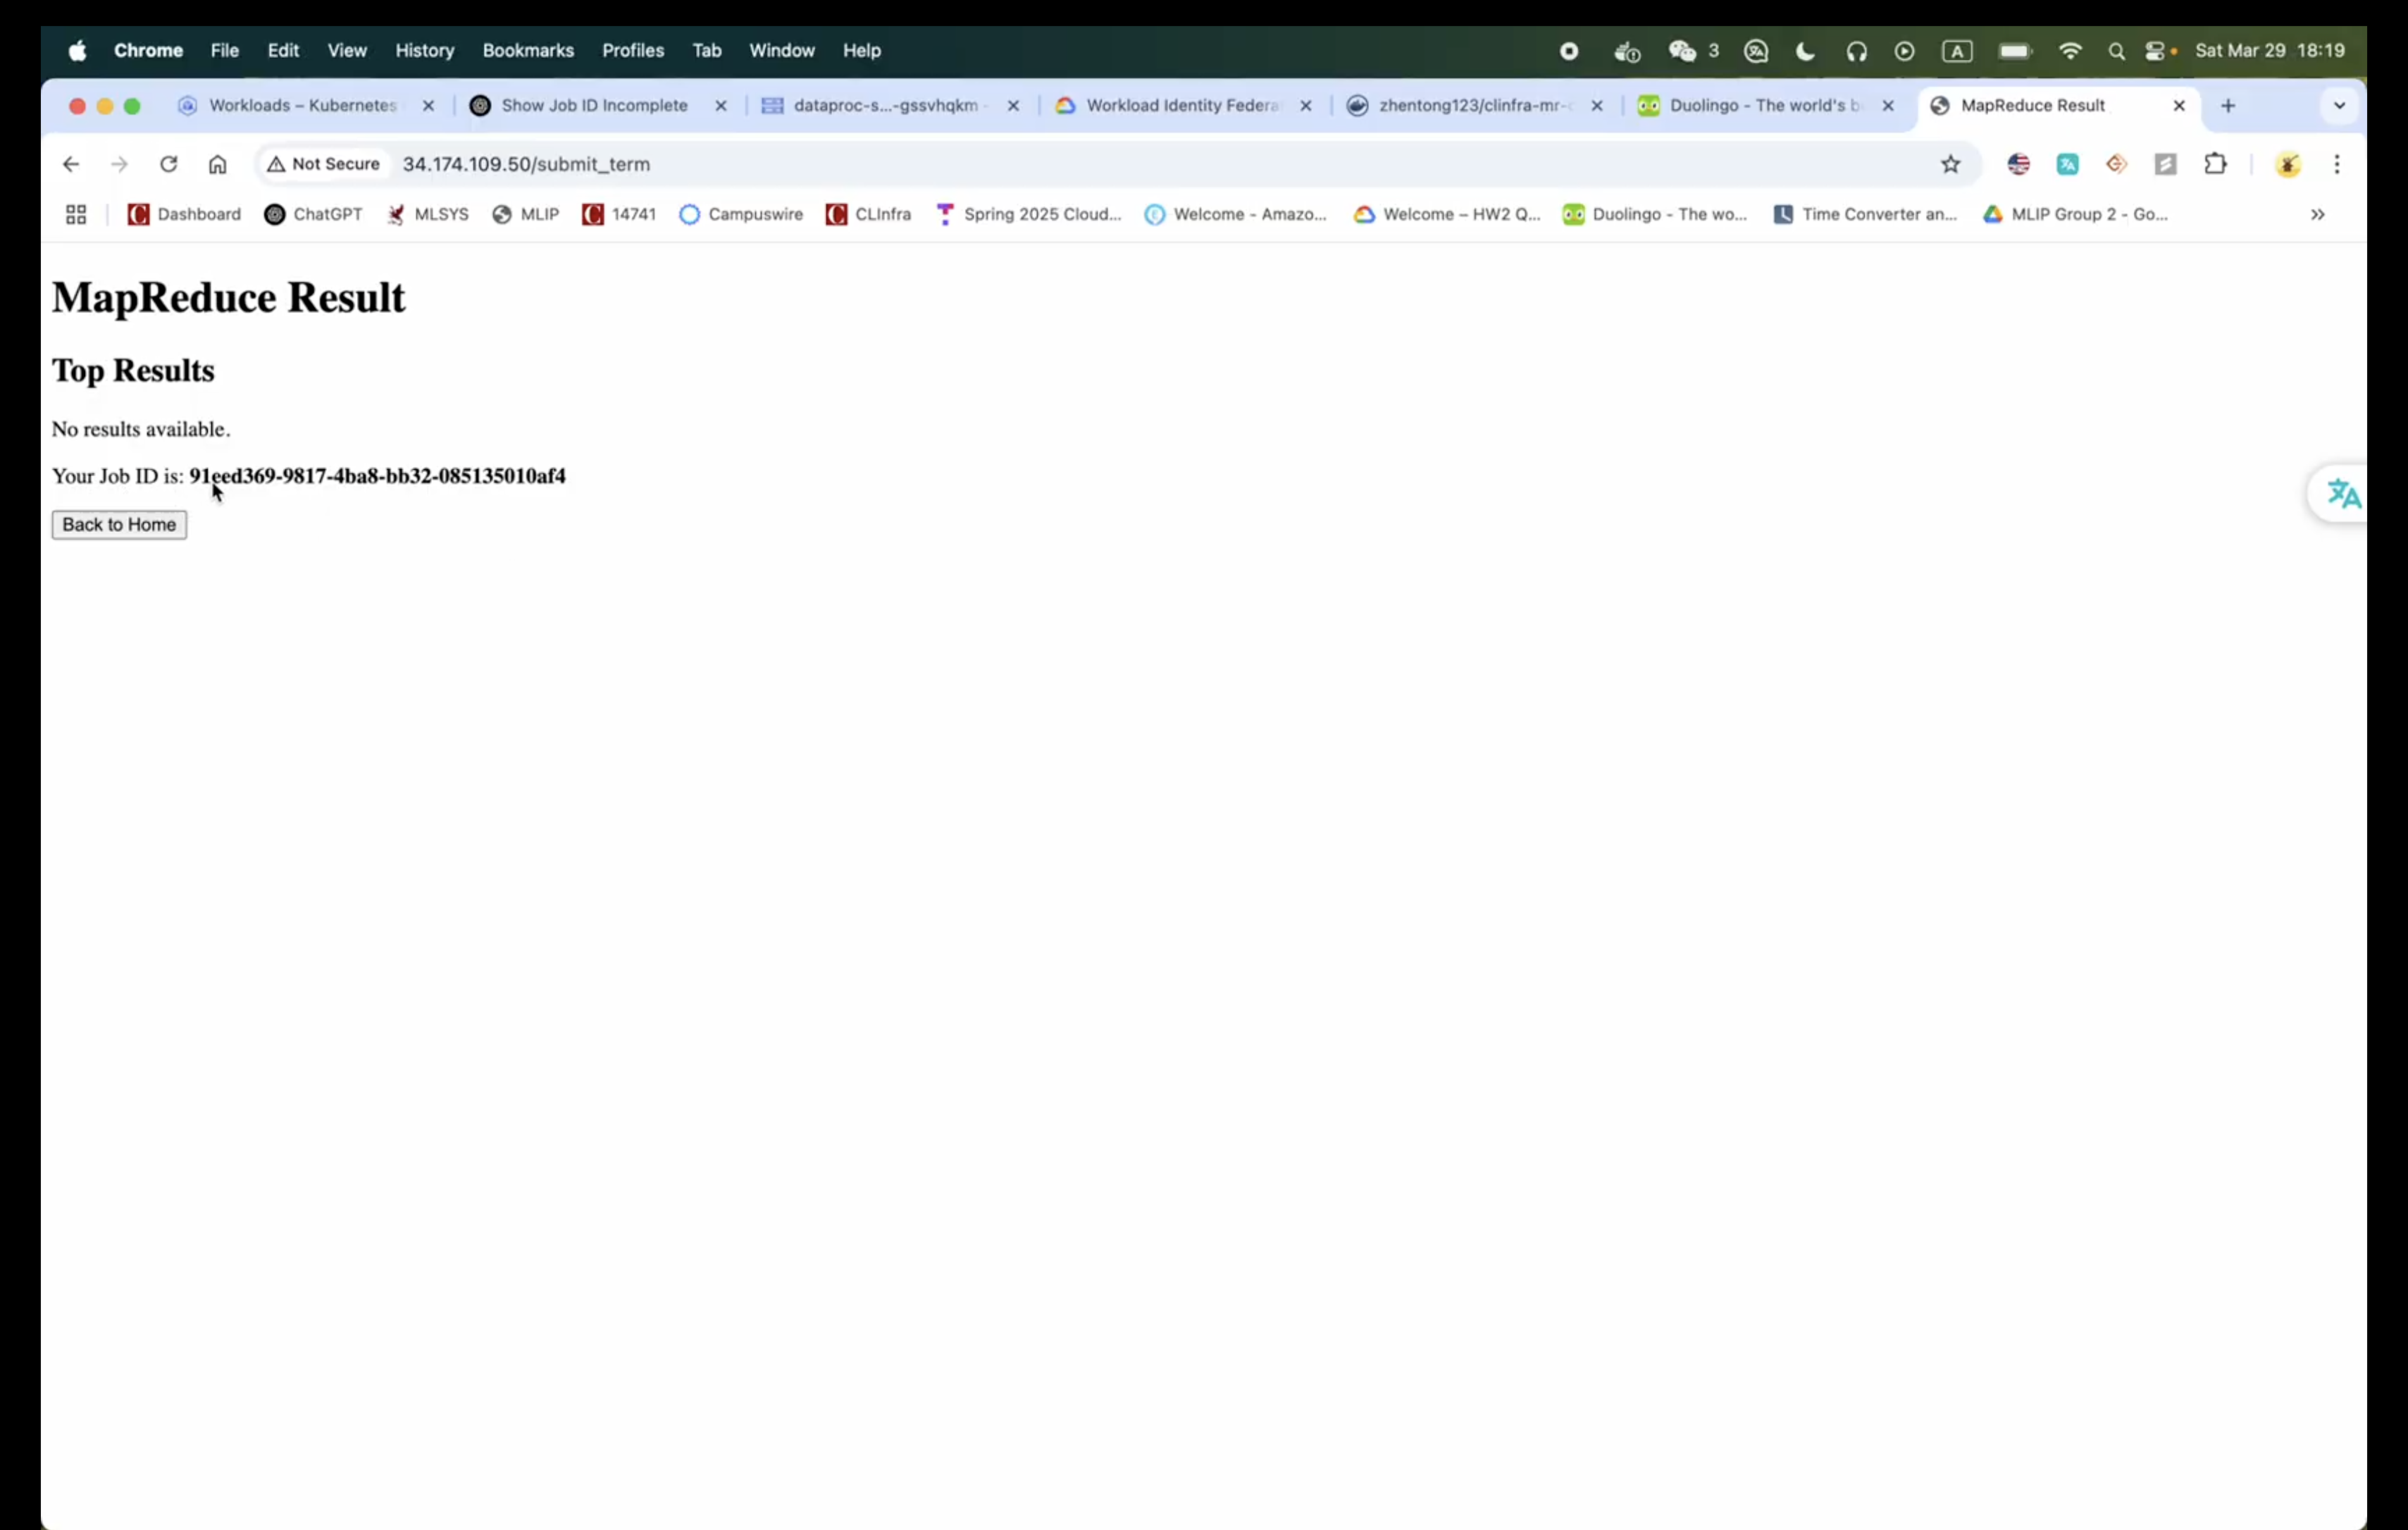 Chrome File Edit View History Bookmarks Profiles Tab Window Help 3 A Sat Mar 29 18:19
Workloads – Kubernetes Show Job ID Incomplete dataproc-s...-gssvhqkm - Workload Identity Federa zhentong123/clinfra-mr- Duolingo - The world's b MapReduce Result
Not Secure 34.174.109.50/submit_term
Dashboard ChatGPT MLSYS MLIP 14741 Campuswire CLInfra Spring 2025 Cloud... Welcome - Amazo... Welcome – HW2 Q... Duolingo - The wo... Time Converter an... MLIP Group 2 - Go... »
MapReduce Result
Top Results
No results available.
Your Job ID is: 91eed369-9817-4ba8-bb32-085135010af4
Back to Home